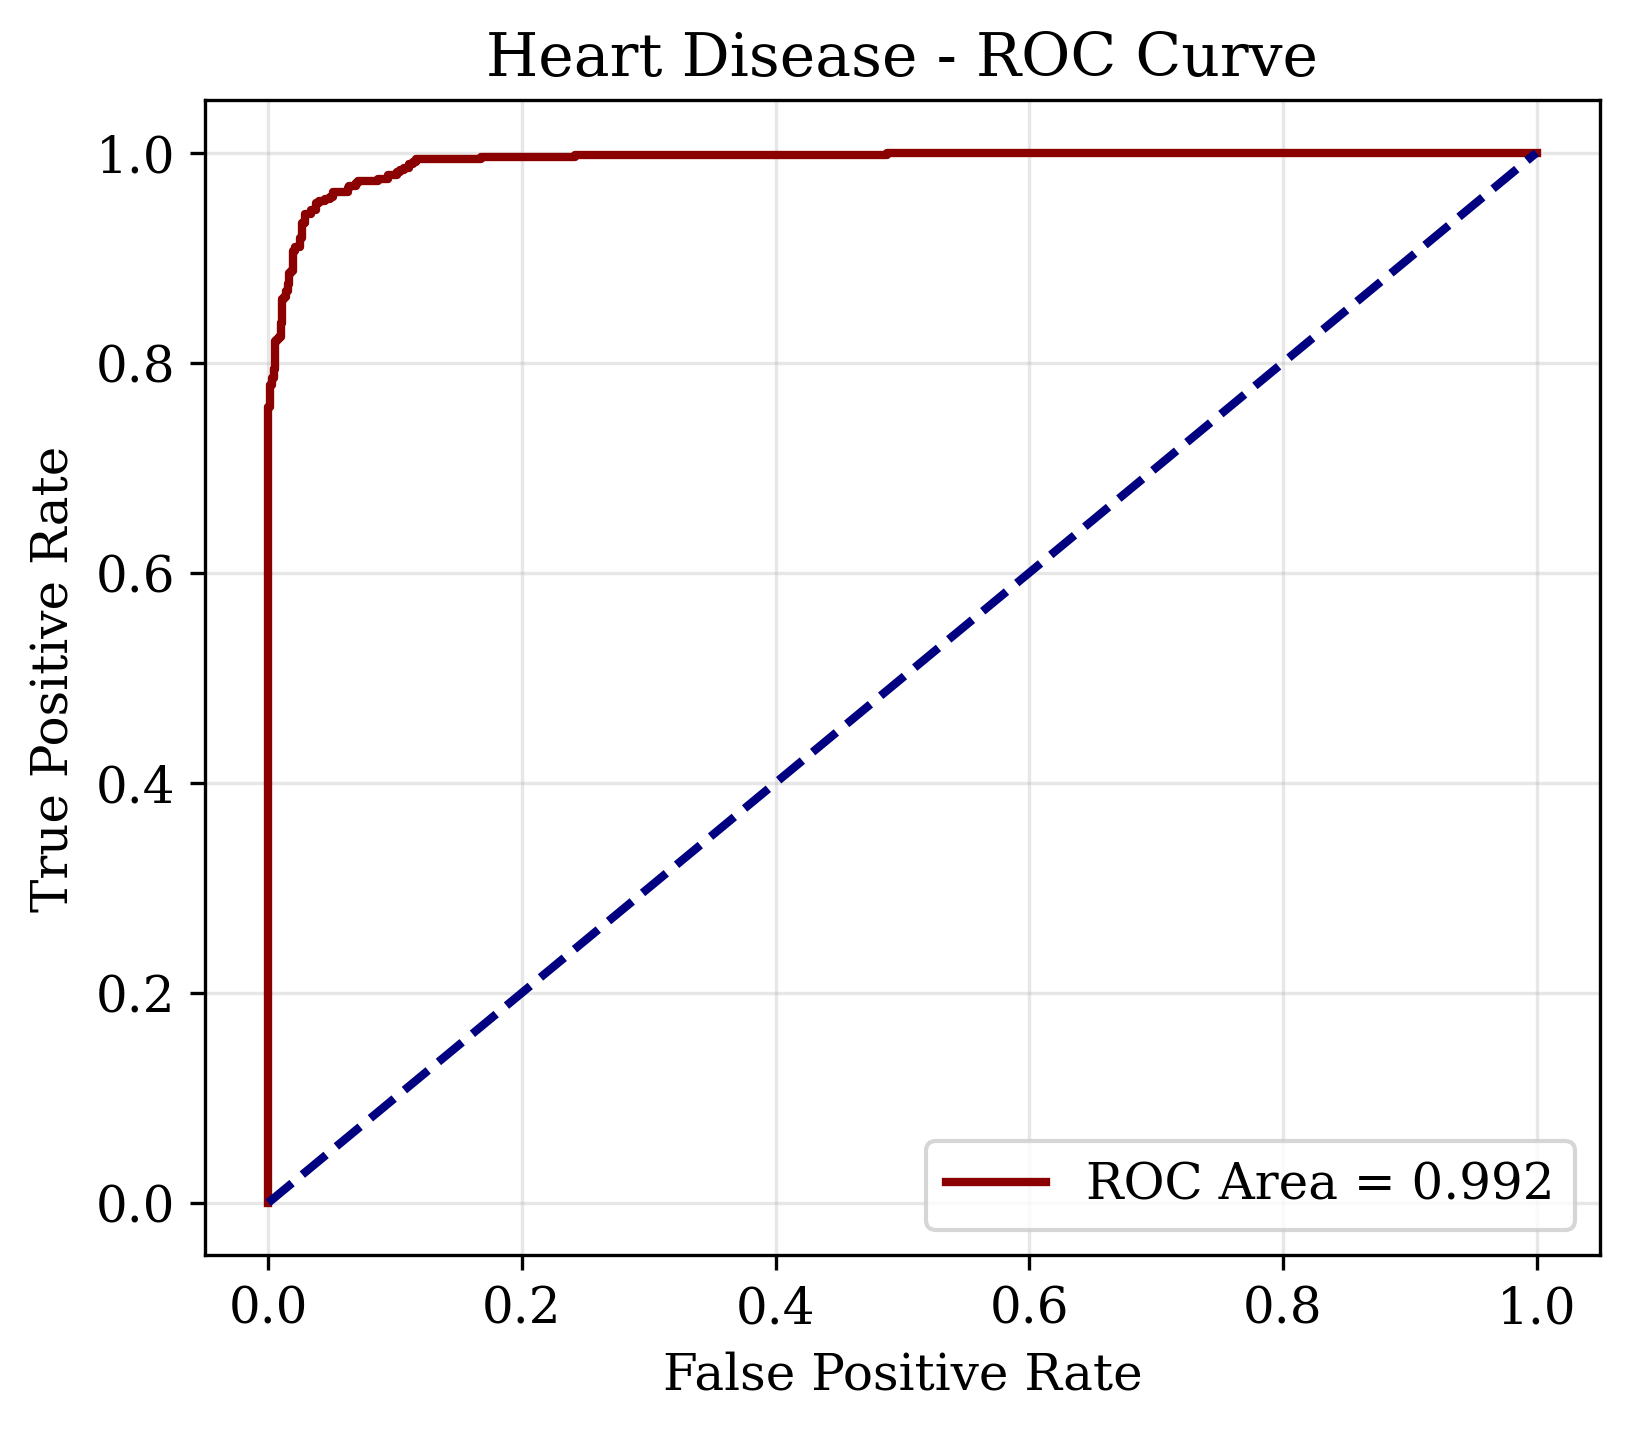 Heart Disease - ROC Curve
1.0
0.8
0.6
0.4
0.2
0.0
True Positive Rate
ROC Area = 0.992
0.0 0.2 0.4 0.6 0.8 1.0
False Positive Rate